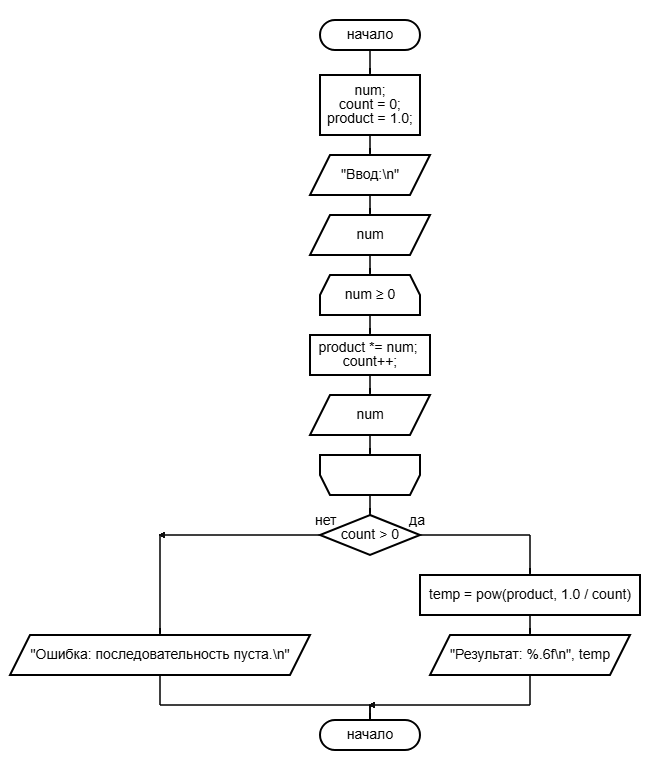 начало
num;
count = 0;
product = 1.0;
"Ввод:\n"
num
num ≥ 0
product *= num;
count++;
num
нет
да
count > 0
temp = pow(product, 1.0 / count)
"Ошибка: последовательность пуста.\n"
"Результат: %.6f\n", temp
начало